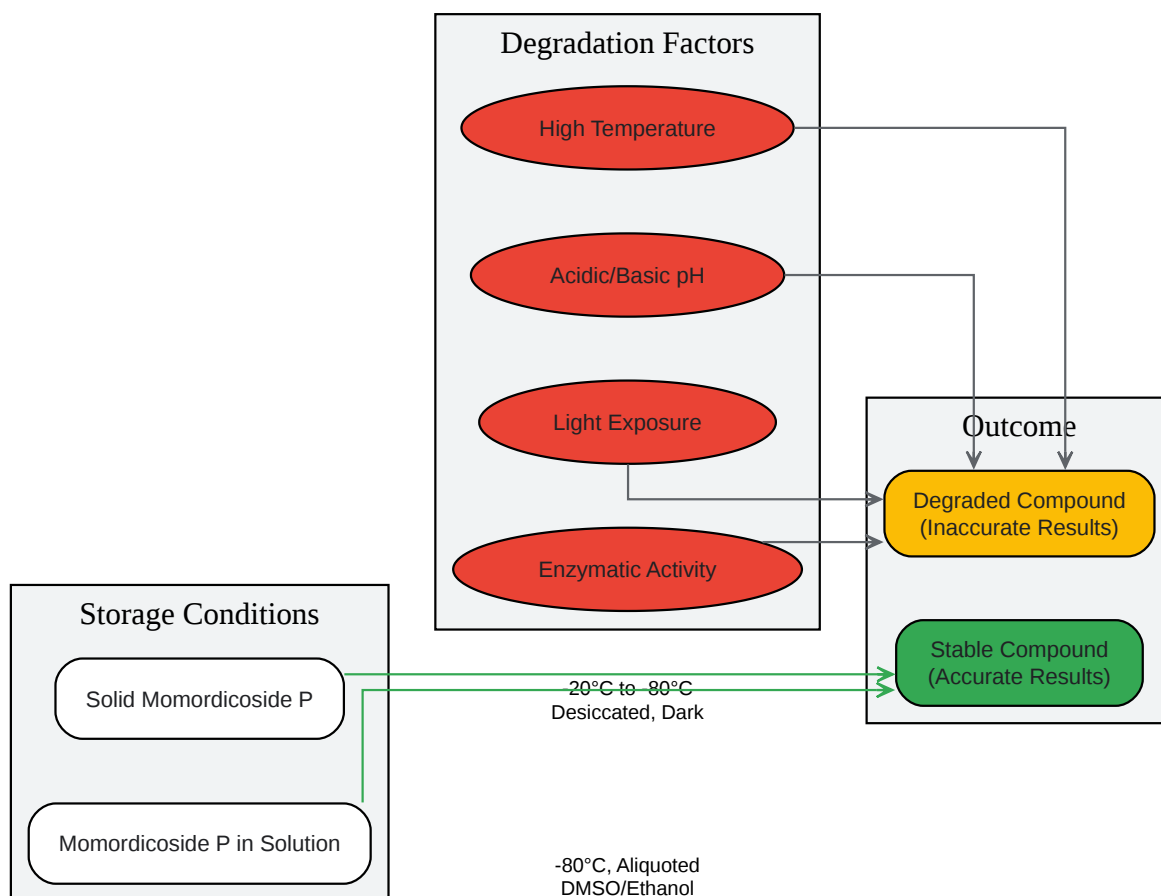 Degradation Factors
High Temperature
Acidic/Basic pH
Light Exposure
Enzymatic Activity
Outcome
Degraded Compound
(Inaccurate Results)
Stable Compound
(Accurate Results)
Storage Conditions
Solid Momordicoside P
Momordicoside P in Solution
-20°C to -80°C
Desiccated, Dark
-80°C, Aliquoted
DMSO/Ethanol